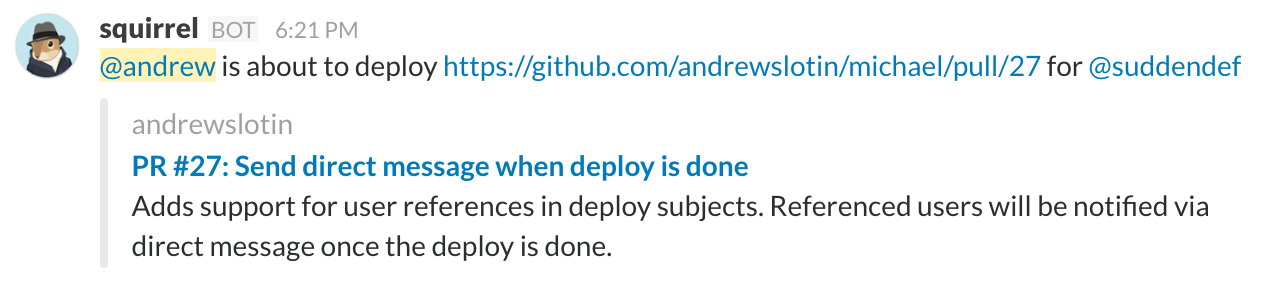 squirrel BOT 6:21 PM
@andrew is about to deploy https://github.com/andrewslotin/michael/pull/27 for @suddendef
andrewslotin
PR #27: Send direct message when deploy is done
Adds support for user references in deploy subjects. Referenced users will be notified via
direct message once the deploy is done.